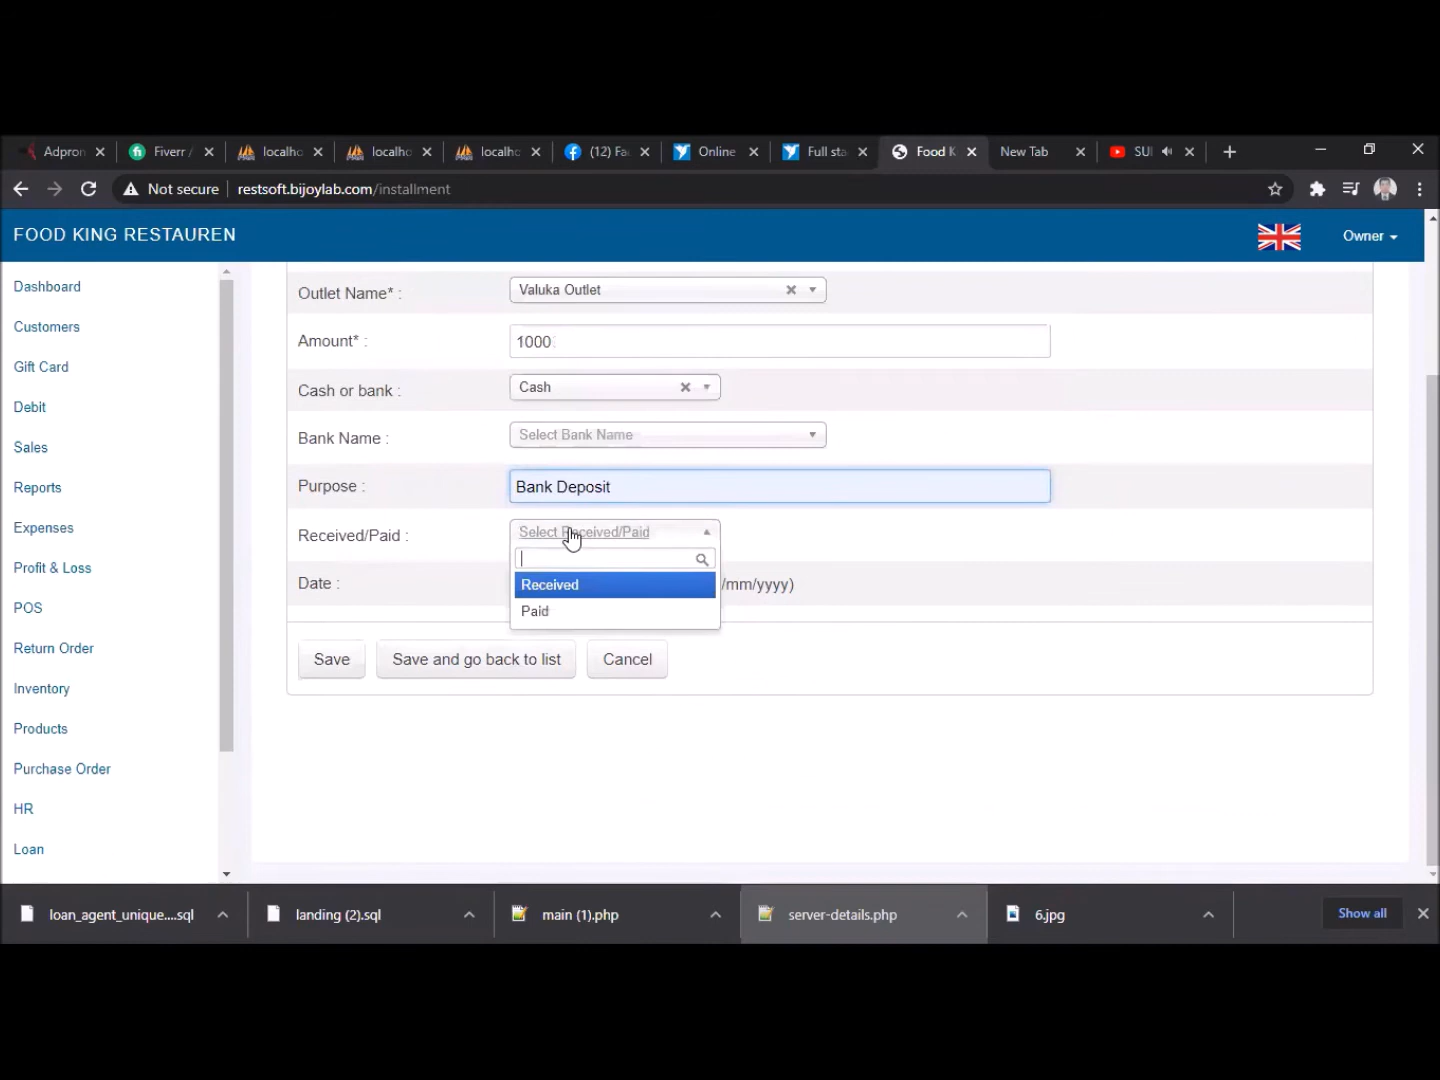 Adpron
Fiverr /
localho
localho
localho
(12) Fa
Online
Full sta
Food K
New Tab
SUI
Not secure
restsoft.bijoylab.com/installment
FOOD KING RESTAUREN
Owner
Dashboard
Customers
Gift Card
Debit
Sales
Reports
Expenses
Profit & Loss
POS
Return Order
Inventory
Products
Purchase Order
HR
Loan
Outlet Name* :
Valuka Outlet
Amount* :
1000
Cash or bank :
Cash
Bank Name :
Select Bank Name
Purpose :
Bank Deposit
Received/Paid :
Select Received/Paid
Received
Paid
Date :
/mm/yyyy)
Save
Save and go back to list
Cancel
loan_agent_unique....sql
landing (2).sql
main (1).php
server-details.php
6.jpg
Show all